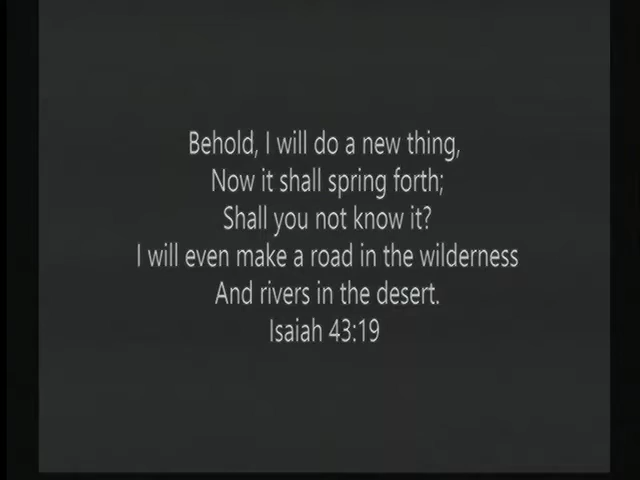 Behold, I will do a new thing,
Now it shall spring forth;
Shall you not know it?
I will even make a road in the wilderness
And rivers in the desert.
Isaiah 43:19